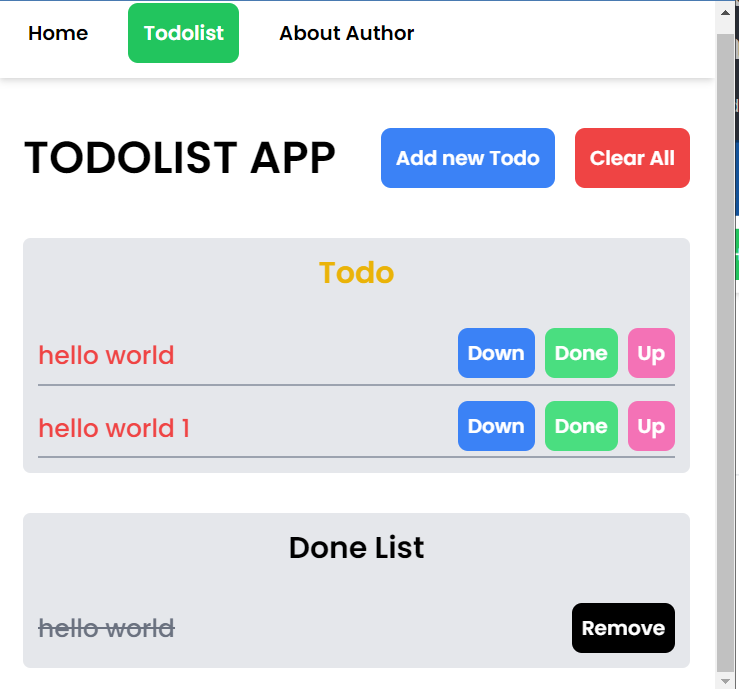 Home Todolist About Author
TODOLIST APP Add new Todo Clear All
Todo
hello world Down Done Up
hello world 1 Down Done Up
Done List
hello world Remove